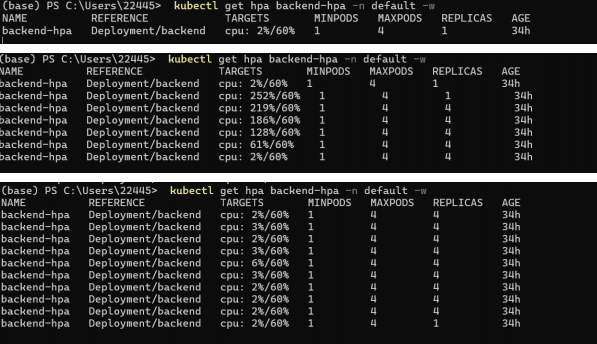 (base) PS C:\Users\22445> kubectl get hpa backend-hpa -n default -w
NAME REFERENCE TARGETS MINPODS MAXPODS REPLICAS AGE
backend-hpa Deployment/backend cpu: 2%/60% 1 4 1 34h
(base) PS C:\Users\22445> kubectl get hpa backend-hpa -n default -w
NAME REFERENCE TARGETS MINPODS MAXPODS REPLICAS AGE
backend-hpa Deployment/backend cpu: 2%/60% 1 4 1 34h
backend-hpa Deployment/backend cpu: 252%/60% 1 4 1 34h
backend-hpa Deployment/backend cpu: 219%/60% 1 4 4 34h
backend-hpa Deployment/backend cpu: 186%/60% 1 4 4 34h
backend-hpa Deployment/backend cpu: 128%/60% 1 4 4 34h
backend-hpa Deployment/backend cpu: 61%/60% 1 4 4 34h
backend-hpa Deployment/backend cpu: 2%/60% 1 4 4 34h
(base) PS C:\Users\22445> kubectl get hpa backend-hpa -n default -w
NAME REFERENCE TARGETS MINPODS MAXPODS REPLICAS AGE
backend-hpa Deployment/backend cpu: 2%/60% 1 4 4 34h
backend-hpa Deployment/backend cpu: 3%/60% 1 4 4 34h
backend-hpa Deployment/backend cpu: 2%/60% 1 4 4 34h
backend-hpa Deployment/backend cpu: 3%/60% 1 4 4 34h
backend-hpa Deployment/backend cpu: 6%/60% 1 4 4 34h
backend-hpa Deployment/backend cpu: 3%/60% 1 4 4 34h
backend-hpa Deployment/backend cpu: 2%/60% 1 4 4 34h
backend-hpa Deployment/backend cpu: 2%/60% 1 4 4 34h
backend-hpa Deployment/backend cpu: 2%/60% 1 4 4 34h
backend-hpa Deployment/backend cpu: 2%/60% 1 4 1 34h